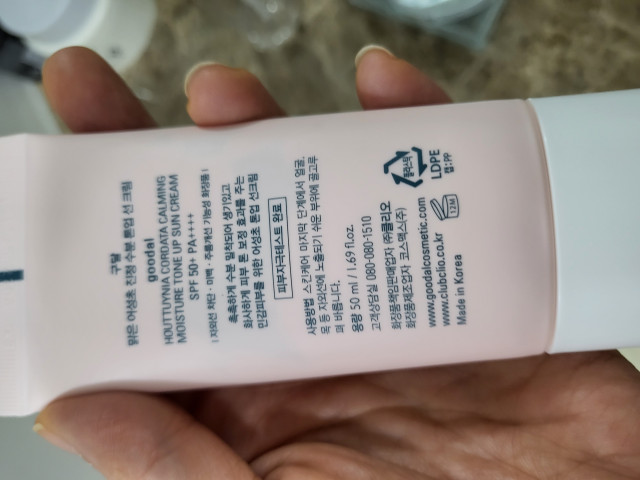 구달
맑은 어성초 진정 수분 톤업 선크림
goodal
HOUTTUYNIA CORDATA CALMING
MOISTURE TONE UP SUN CREAM
SPF 50+ PA++++
| 자외선 차단 · 미백 · 주름개선 기능성 화장품 |
촉촉하게 수분 밀착되어 생기있고
화사하게 피부 톤 보정 효과를 주는
민감피부를 위한 어성초 톤업 선크림
피부자극테스트 완료
사용방법 스킨케어 마지막 단계에서 얼굴,
목 등 자외선에 노출되기 쉬운 부위에 골고루
펴 바릅니다.
용량 50 ml / 1.69 fl.oz.
고객상담실 080-080-1510
화장품책임판매업자 (주)클리오
화장품제조업자 코스맥스(주)
www.goodalcosmetic.com
www.clubclio.co.kr
Made in Korea
12M
플라스틱
LDPE
캡 : PP